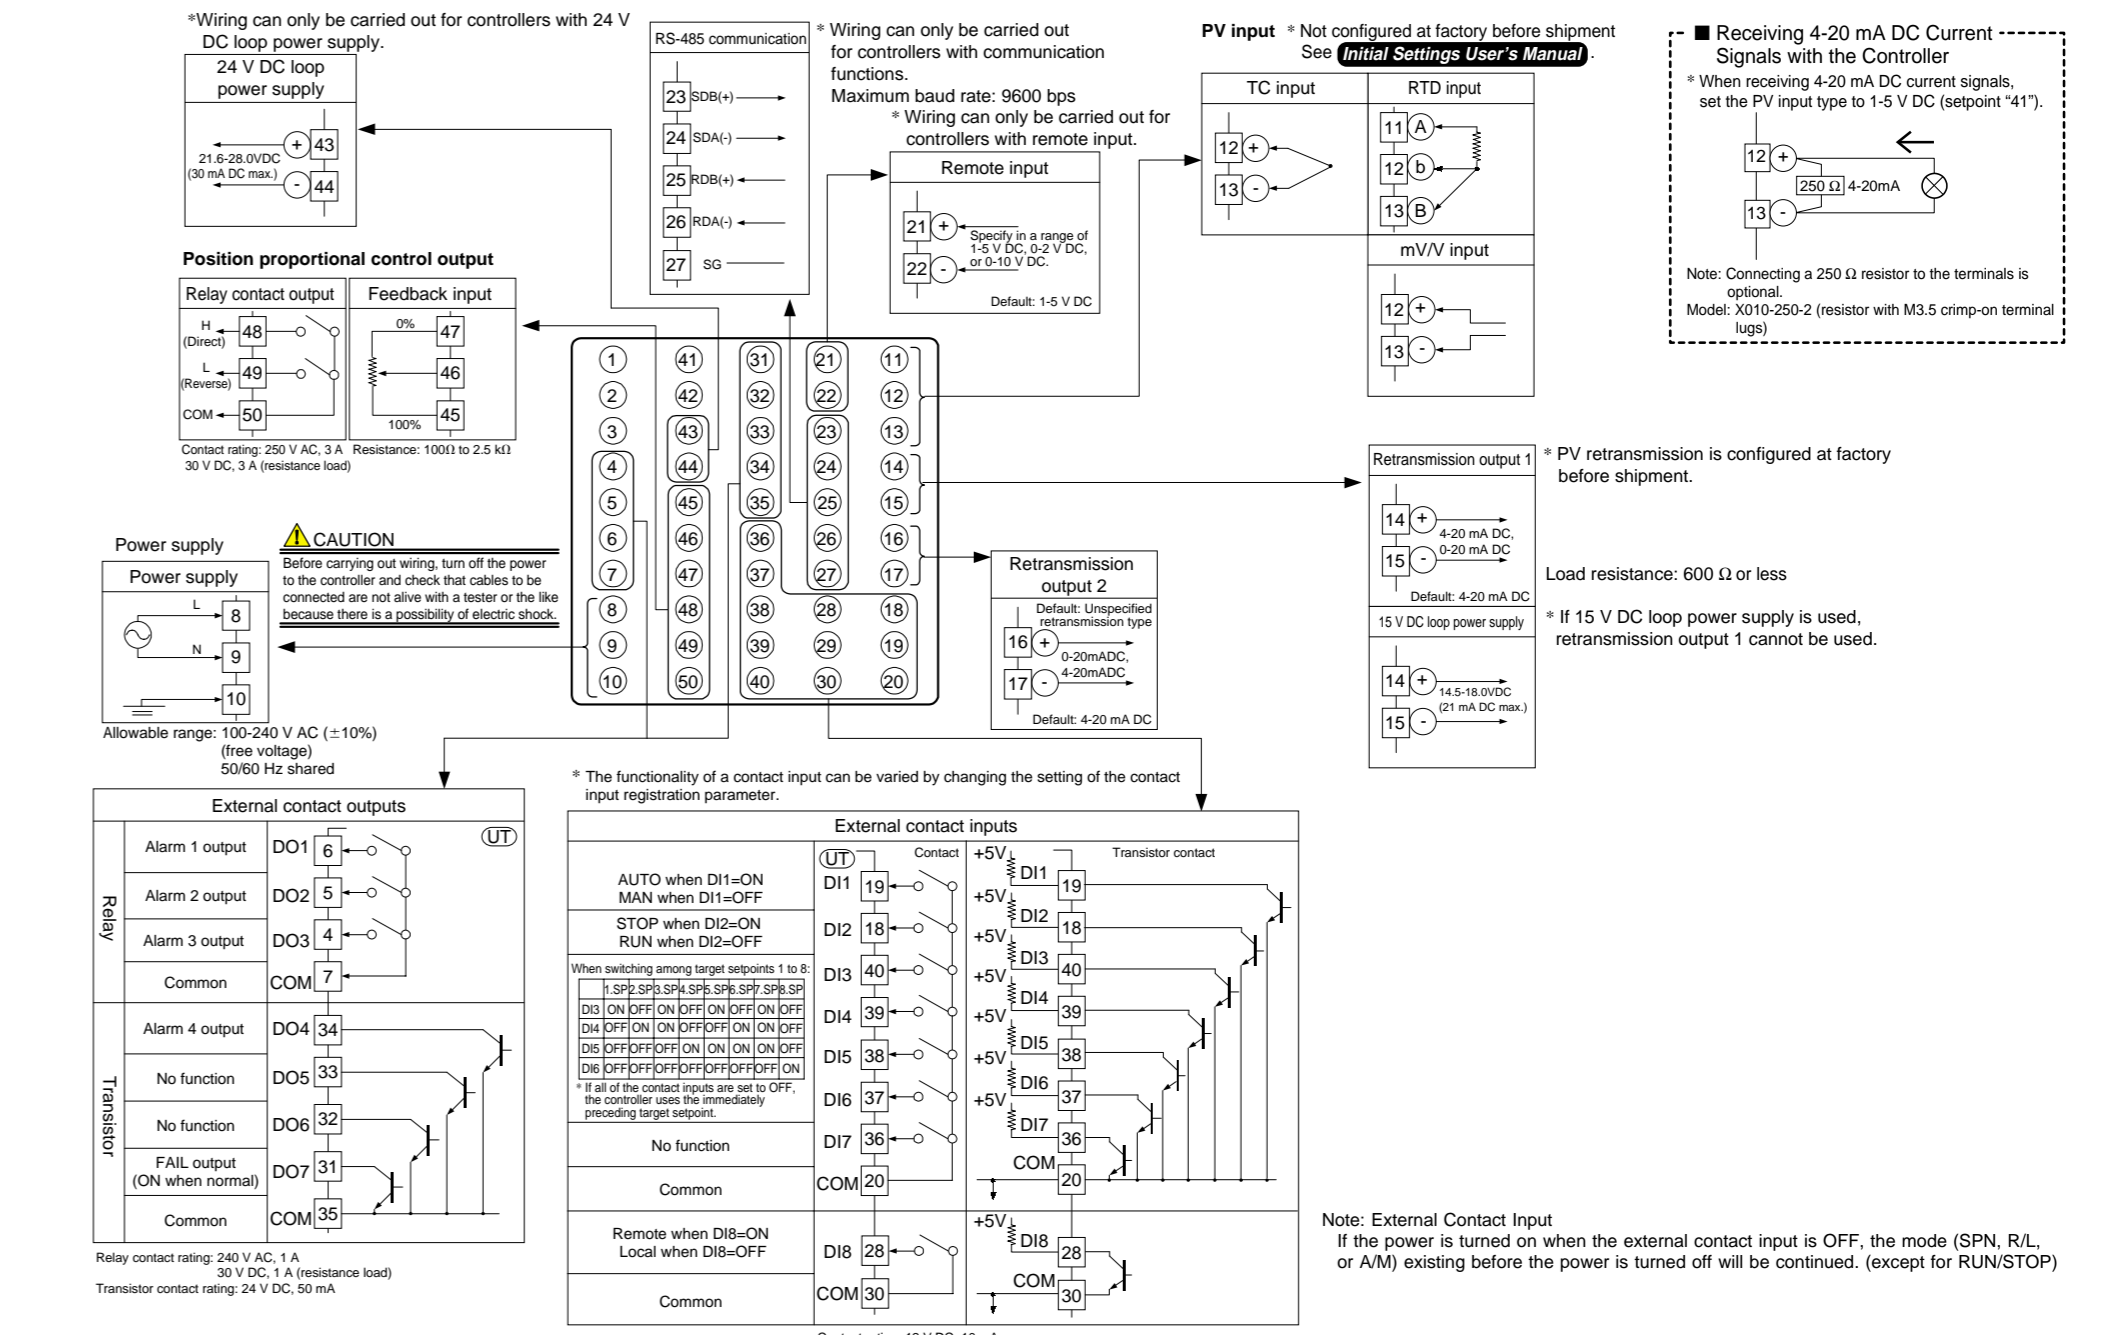 *Wiring can only be carried out for controllers with 24 V
DC loop power supply.
24 V DC loop
power supply
+ 43
21.6-28.0VDC
(30 mA DC max.)
- 44
RS-485 communication
23 SDB(+)
24 SDA(-)
25 RDB(+)
26 RDA(-)
27 SG
* Wiring can only be carried out
for controllers with communication
functions.
Maximum baud rate: 9600 bps
* Wiring can only be carried out for
controllers with remote input.
Remote input
21 +
Specify in a range of
1-5 V DC, 0-2 V DC,
or 0-10 V DC.
22 -
Default: 1-5 V DC
PV input * Not configured at factory before shipment
See Initial Settings User's Manual .
TC input
12 +
13 -
RTD input
11 A
12 b
13 B
mV/V input
12 +
13 -
■ Receiving 4-20 mA DC Current
Signals with the Controller
* When receiving 4-20 mA DC current signals,
set the PV input type to 1-5 V DC (setpoint “41”).
12 +
250 Ω 4-20mA
13 -
Note: Connecting a 250 Ω resistor to the terminals is
optional.
Model: X010-250-2 (resistor with M3.5 crimp-on terminal
lugs)
Position proportional control output
Relay contact output
H
(Direct)
48
L
(Reverse)
49
COM 50
Contact rating: 250 V AC, 3 A
30 V DC, 3 A (resistance load)
Feedback input
0% 47
46
100% 45
Resistance: 100Ω to 2.5 kΩ
1 41 31 21 11
2 42 32 22 12
3 43 33 23 13
4 44 34 24 14
5 45 35 25 15
6 46 36 26 16
7 47 37 27 17
8 48 38 28 18
9 49 39 29 19
10 50 40 30 20
Power supply
Power supply
L 8
N 9
10
Allowable range: 100-240 V AC (±10%)
(free voltage)
50/60 Hz shared
CAUTION
Before carrying out wiring, turn off the power
to the controller and check that cables to be
connected are not alive with a tester or the like
because there is a possibility of electric shock.
Retransmission output 1
14 +
4-20 mA DC,
0-20 mA DC
15 -
Default: 4-20 mA DC
15 V DC loop power supply
14 +
14.5-18.0VDC
(21 mA DC max.)
15 -
* PV retransmission is configured at factory
before shipment.
Load resistance: 600 Ω or less
* If 15 V DC loop power supply is used,
retransmission output 1 cannot be used.
Retransmission
output 2
Default: Unspecified
retransmission type
16 +
0-20mADC,
4-20mADC
17 -
Default: 4-20 mA DC
External contact outputs
UT
Relay
Alarm 1 output DO1 6
Alarm 2 output DO2 5
Alarm 3 output DO3 4
Common COM 7
Transistor
Alarm 4 output DO4 34
No function DO5 33
No function DO6 32
FAIL output
(ON when normal)
DO7 31
Common COM 35
Relay contact rating: 240 V AC, 1 A
30 V DC, 1 A (resistance load)
Transistor contact rating: 24 V DC, 50 mA
* The functionality of a contact input can be varied by changing the setting of the contact
input registration parameter.
External contact inputs
AUTO when DI1=ON
MAN when DI1=OFF
STOP when DI2=ON
RUN when DI2=OFF
When switching among target setpoints 1 to 8:
1.SP 2.SP 3.SP 4.SP 5.SP 6.SP 7.SP 8.SP
DI3 ON OFF ON OFF ON OFF ON OFF
DI4 OFF ON ON OFF OFF ON ON OFF
DI5 OFF OFF OFF ON ON ON ON OFF
DI6 OFF OFF OFF OFF OFF OFF OFF ON
* If all of the contact inputs are set to OFF,
the controller uses the immediately
preceding target setpoint.
No function
Common
Remote when DI8=ON
Local when DI8=OFF
Common
UT Contact
DI1 19
DI2 18
DI3 40
DI4 39
DI5 38
DI6 37
DI7 36
COM 20
DI8 28
COM 30
Transistor contact
+5V DI1 19
+5V DI2 18
+5V DI3 40
+5V DI4 39
+5V DI5 38
+5V DI6 37
+5V DI7 36
COM 20
+5V DI8 28
COM 30
Note: External Contact Input
If the power is turned on when the external contact input is OFF, the mode (SPN, R/L,
or A/M) existing before the power is turned off will be continued. (except for RUN/STOP)